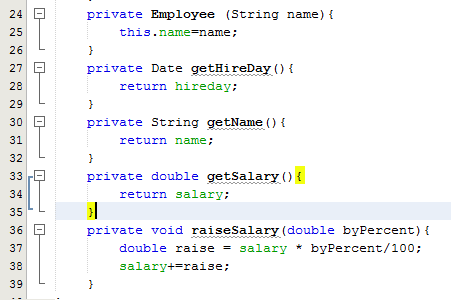 24 private Employee (String name){
25 this.name=name;
26 }
27 private Date getHireDay(){
28 return hireday;
29 }
30 private String getName(){
31 return name;
32 }
33 private double getSalary(){
34 return salary;
35 }
36 private void raiseSalary(double byPercent){
37 double raise = salary * byPercent/100;
38 salary+=raise;
39 }